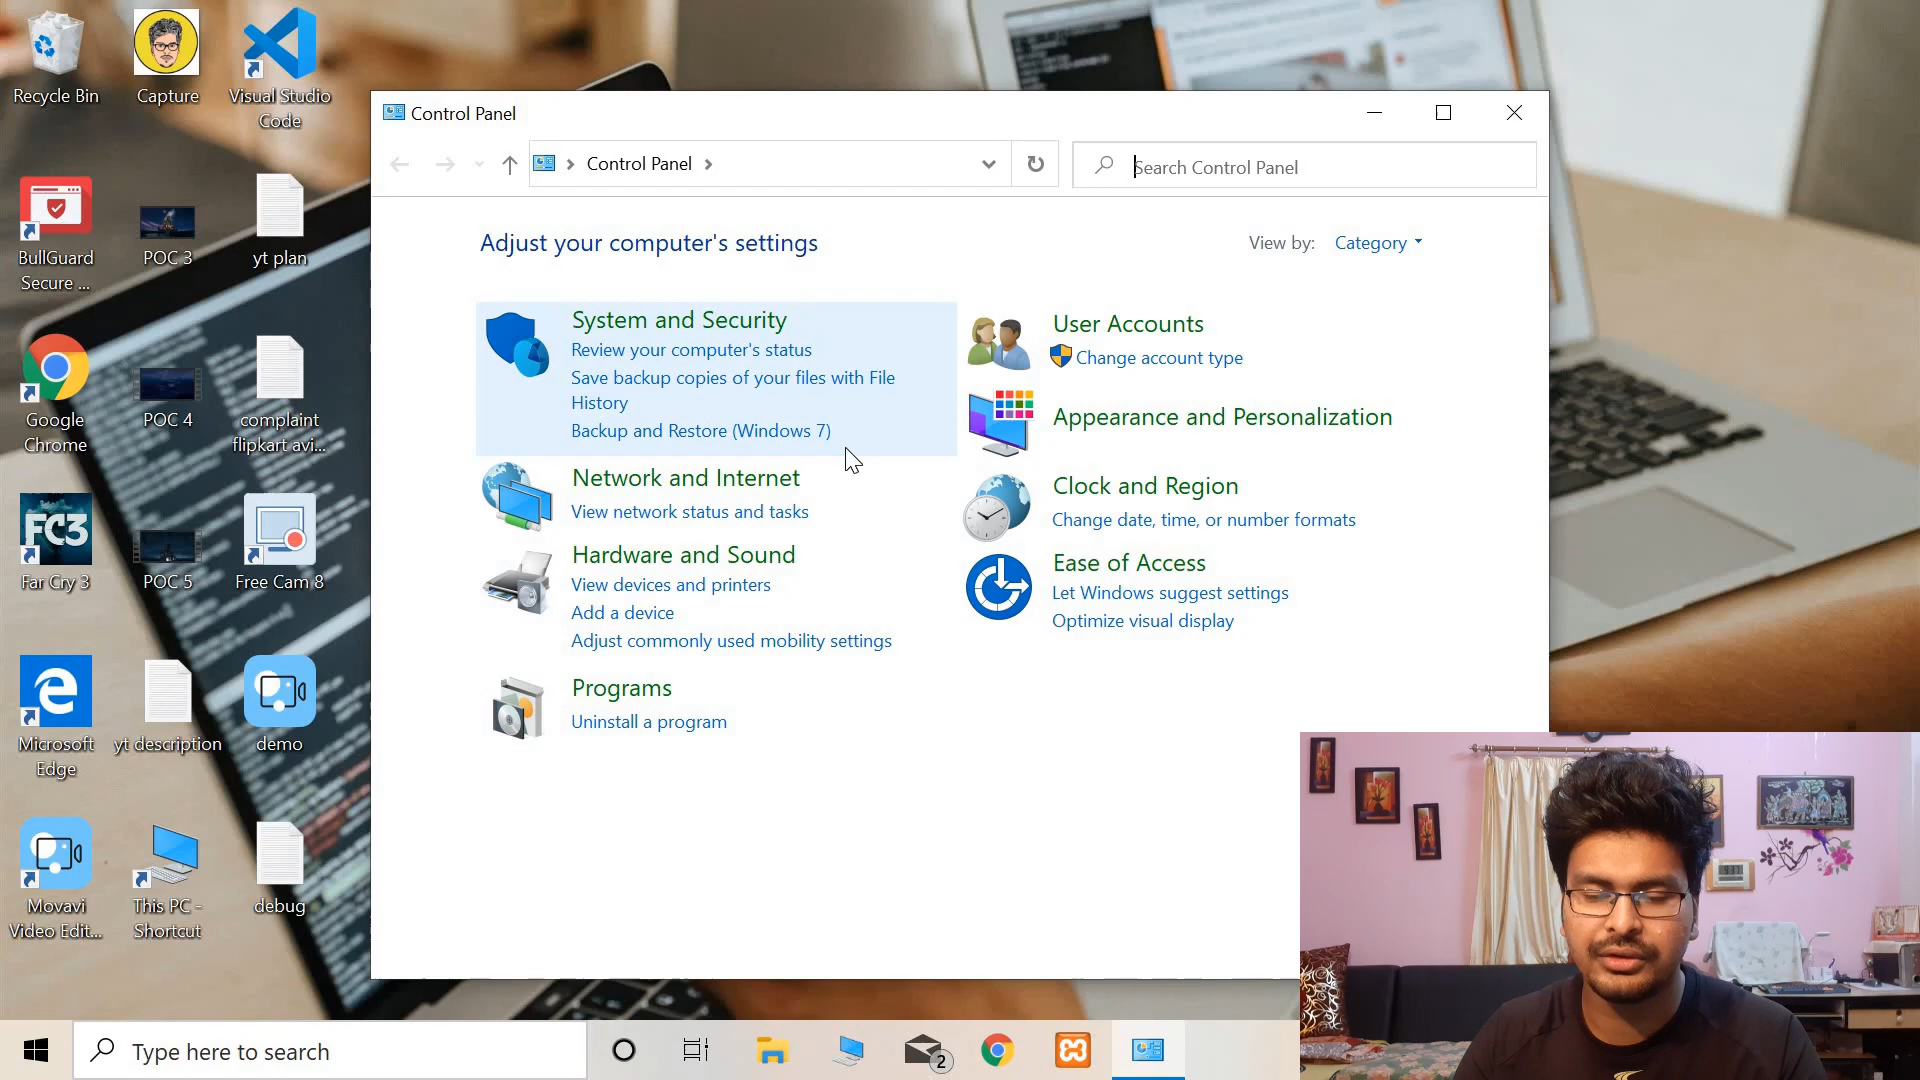 Recycle Bin
Capture
Visual Studio
Code
BullGuard
Secure ...
POC 3
yt plan
Google
Chrome
POC 4
complaint
flipkart avi...
FC3
Far Cry 3
POC 5
Free Cam 8
Microsoft
Edge
yt description
demo
Movavi
Video Edit...
This PC -
Shortcut
debug
Control Panel
Control Panel
Search Control Panel
Adjust your computer's settings
View by: Category
System and Security
Review your computer's status
Save backup copies of your files with File
History
Backup and Restore (Windows 7)
Network and Internet
View network status and tasks
Hardware and Sound
View devices and printers
Add a device
Adjust commonly used mobility settings
Programs
Uninstall a program
User Accounts
Change account type
Appearance and Personalization
Clock and Region
Change date, time, or number formats
Ease of Access
Let Windows suggest settings
Optimize visual display
Type here to search
2